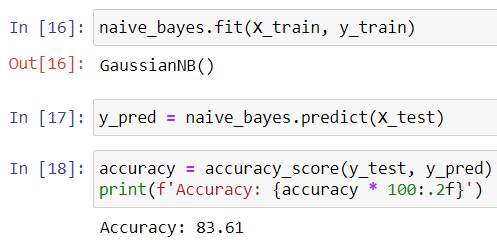 In [16]: naive_bayes.fit(X_train, y_train)
Out[16]: GaussianNB()
In [17]: y_pred = naive_bayes.predict(X_test)
In [18]: accuracy = accuracy_score(y_test, y_pred)
print(f'Accuracy: {accuracy * 100:.2f}')
Accuracy: 83.61